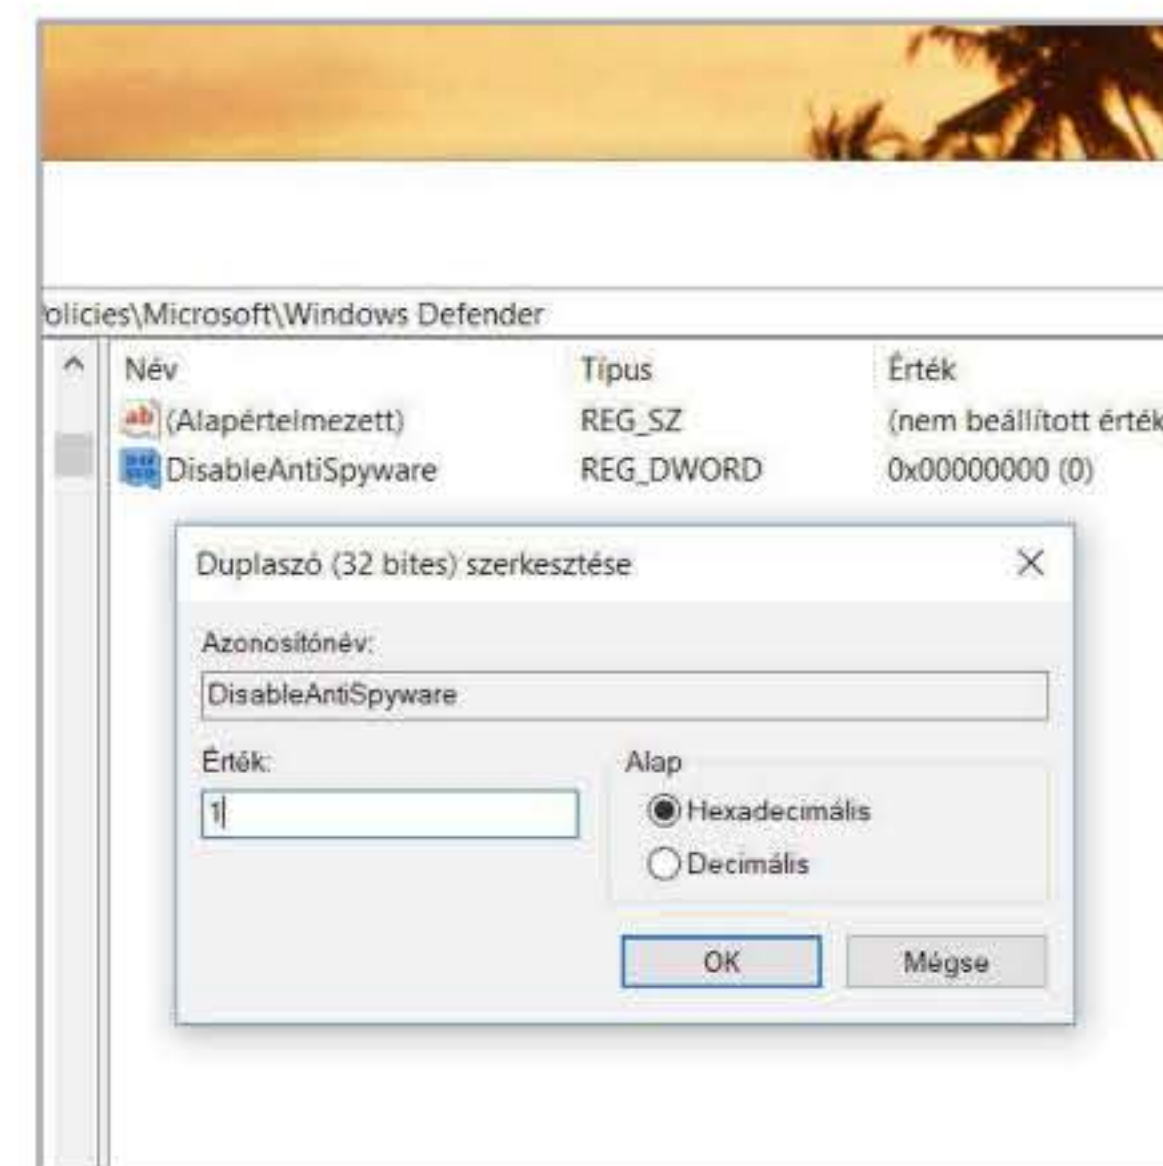 olicies\Microsoft\Windows Defender
Név Típus Érték
ab (Alapértelmezett) REG_SZ (nem beállított érték
DisableAntiSpyware REG_DWORD 0x00000000 (0)
Duplaszó (32 bites) szerkesztése
Azonosítónév:
DisableAntiSpyware
Érték:
1
Alap
Hexadecimális
Decimális
OK Mégse